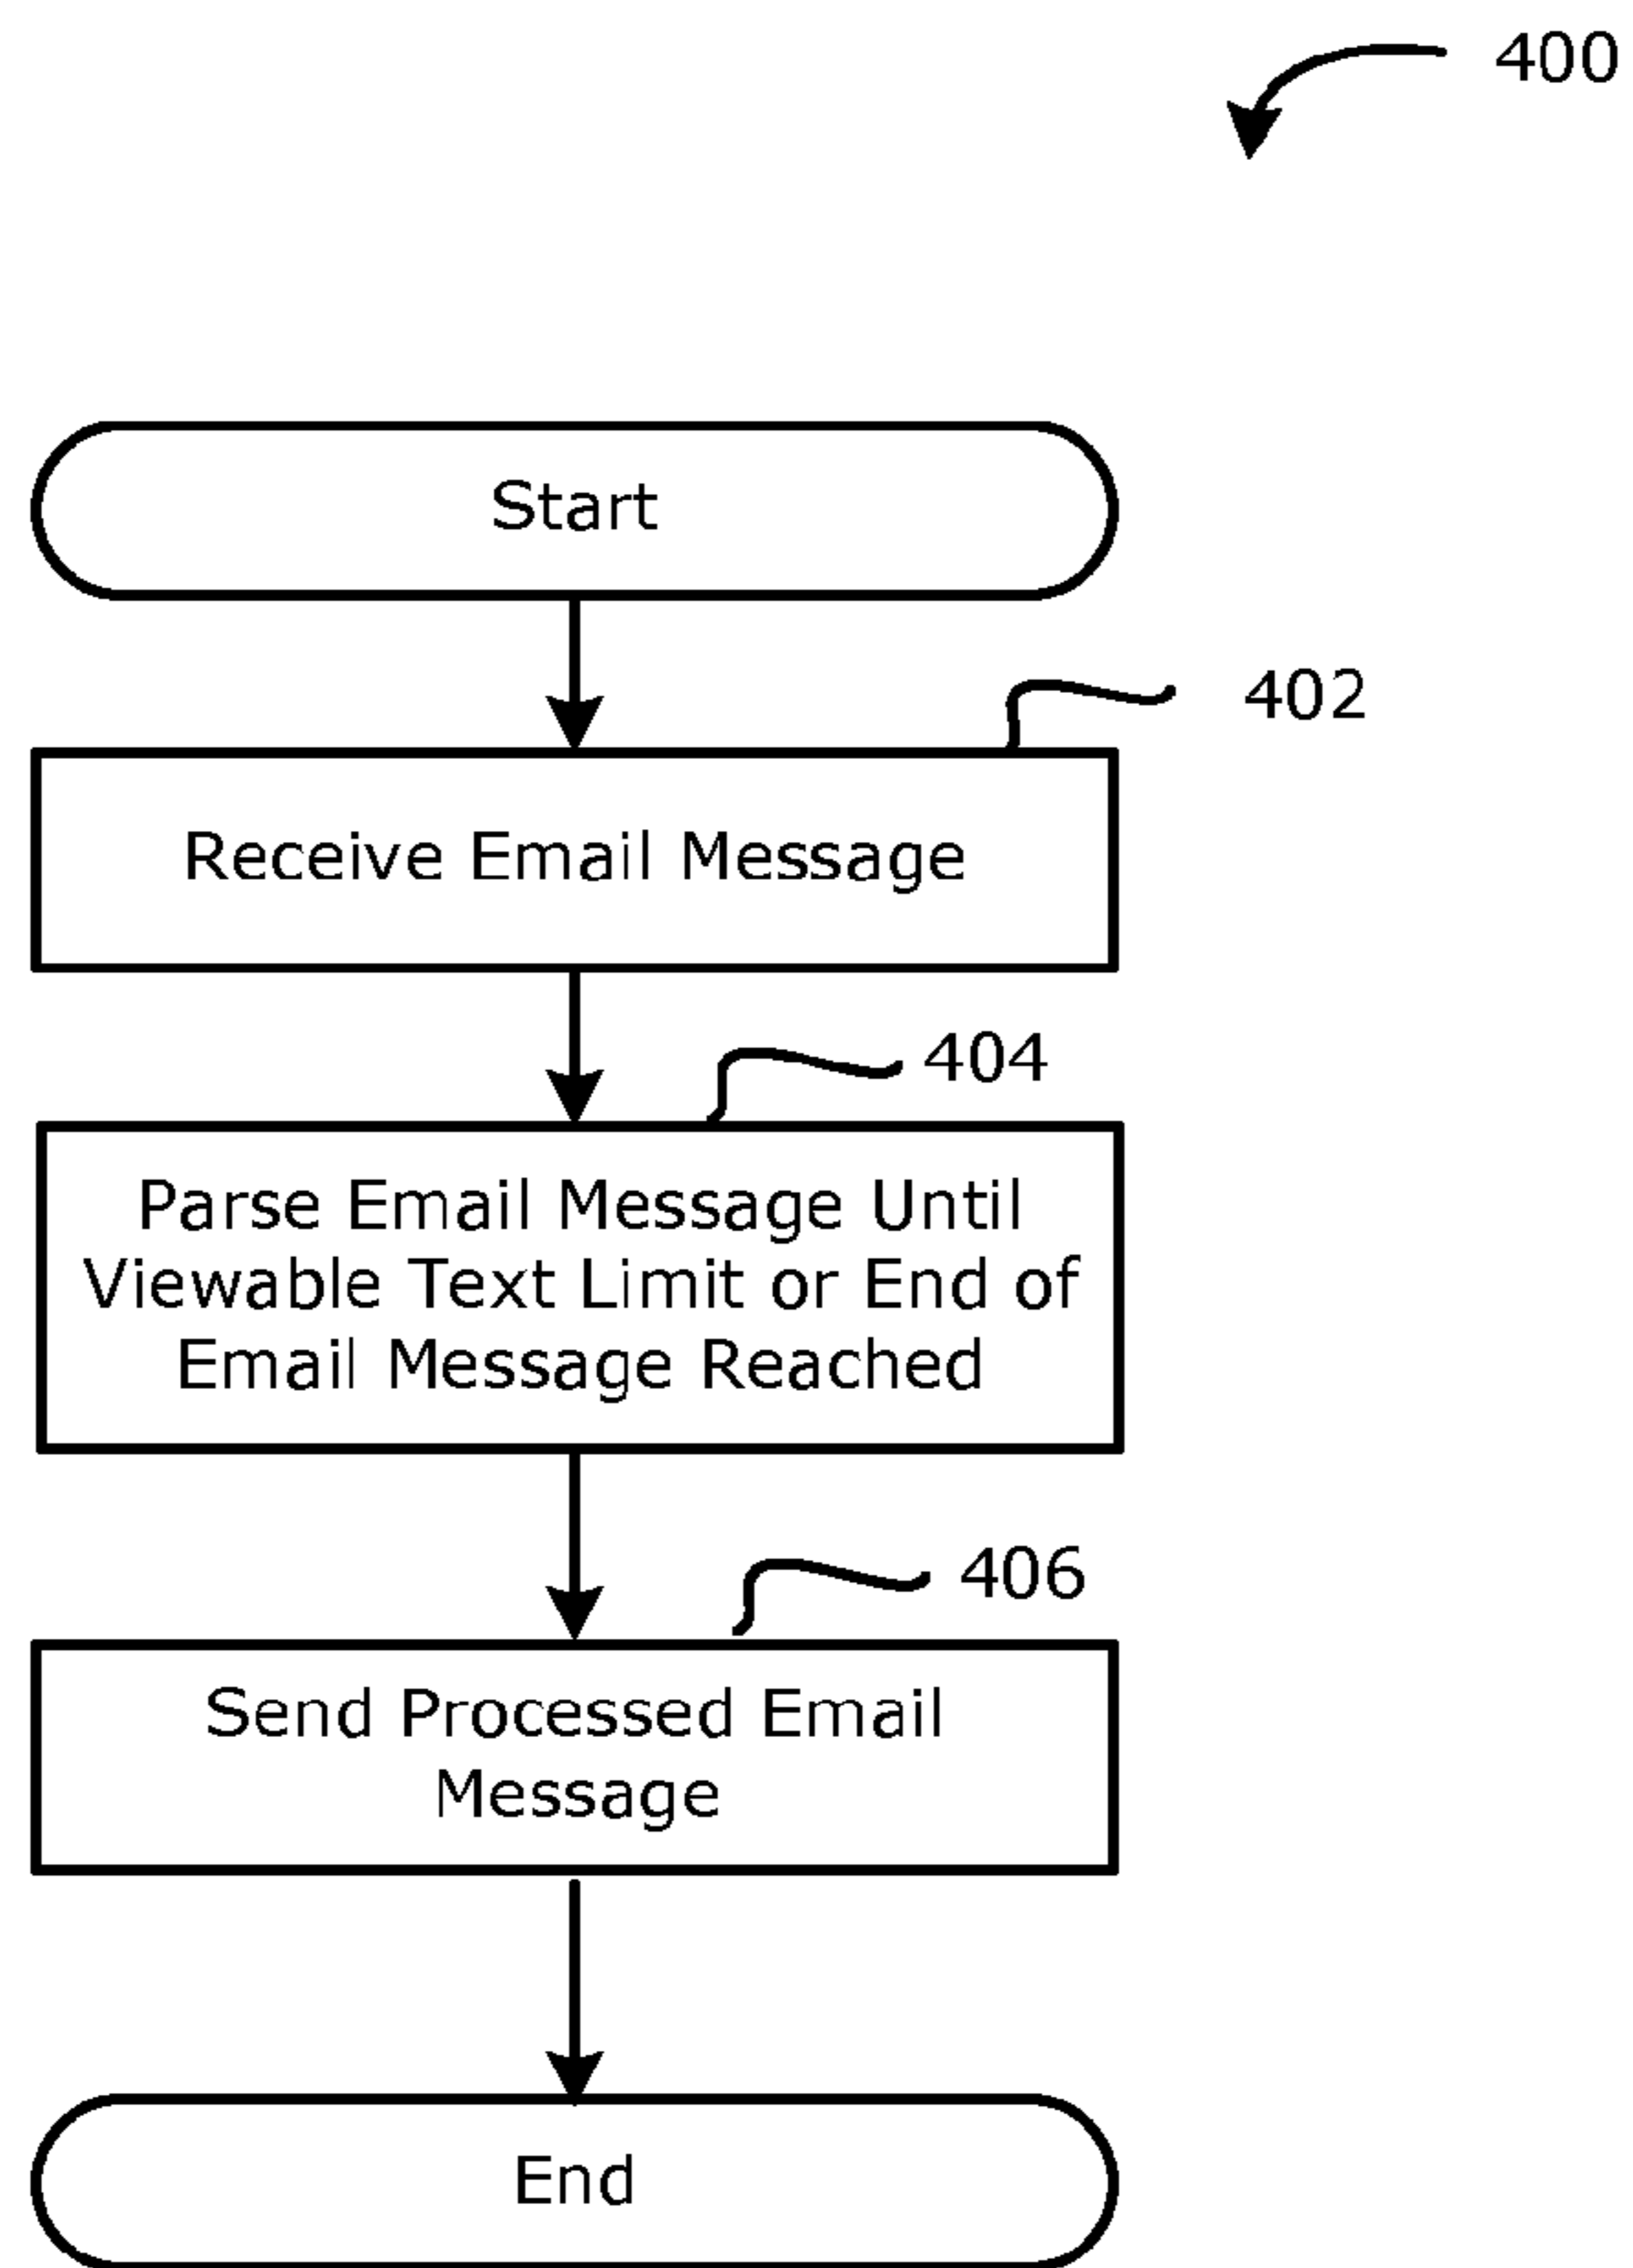 400
Start
402
Receive Email Message
404
Parse Email Message Until
Viewable Text Limit or End of
Email Message Reached
406
Send Processed Email
Message
End